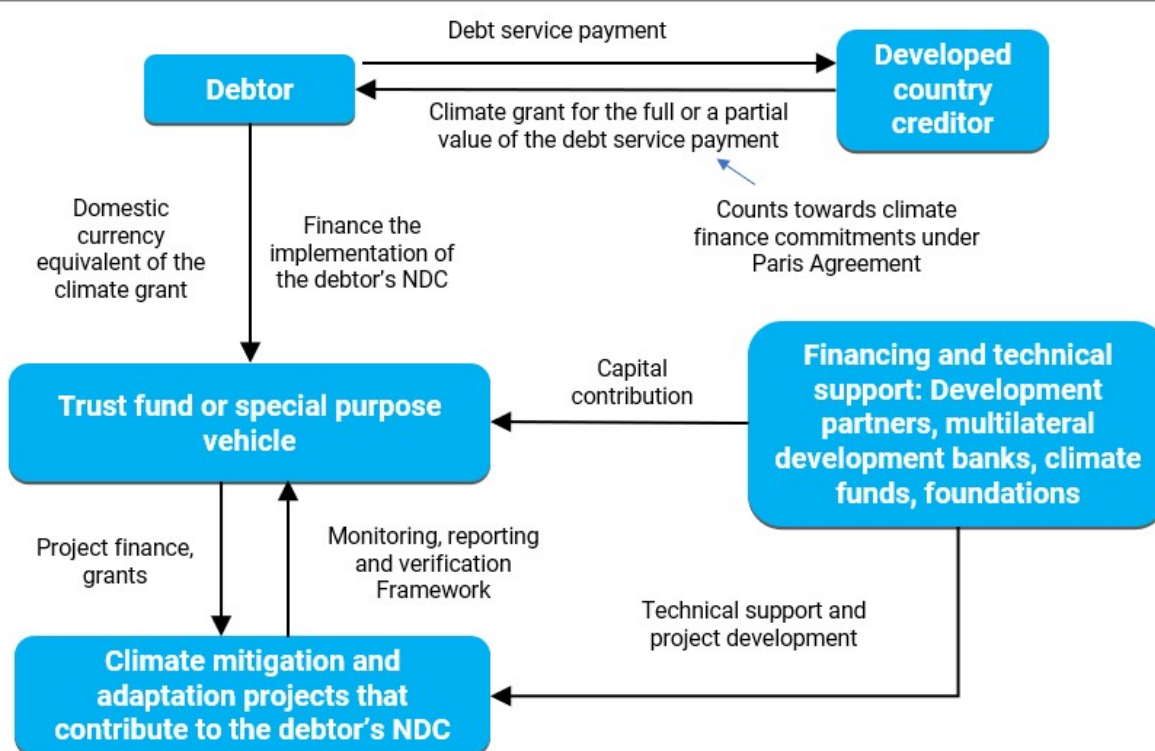 Debt service payment
Debtor
Developed
country
creditor
Climate grant for the full or a partial
value of the debt service payment
Counts towards climate
finance commitments under
Paris Agreement
Domestic
currency
equivalent of the
climate grant
Finance the
implementation of
the debtor’s NDC
Trust fund or special purpose
vehicle
Capital
contribution
Financing and technical
support: Development
partners, multilateral
development banks, climate
funds, foundations
Project finance,
grants
Monitoring, reporting
and verification
Framework
Technical support and
project development
Climate mitigation and
adaptation projects that
contribute to the debtor’s NDC